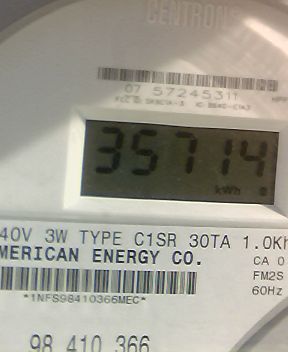 CENTRON
07 57245311
35714
kWh
40V 3W TYPE C1SR 30TA 1.0Kh
MERICAN ENERGY CO.
CA 0
FM2S
*1NFS98410366MEC*
60Hz
98 410 366